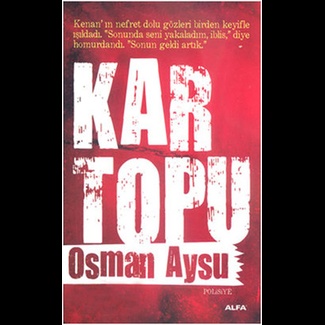 Kenan'ın nefret dolu gözleri birden keyifle
ışıldadı. "Sonunda seni yakaladım, iblis," diye
homurdandı. "Sonun geldi artık."
KAR
TOPU
Osman Aysu
POLİSİYE
ALFA